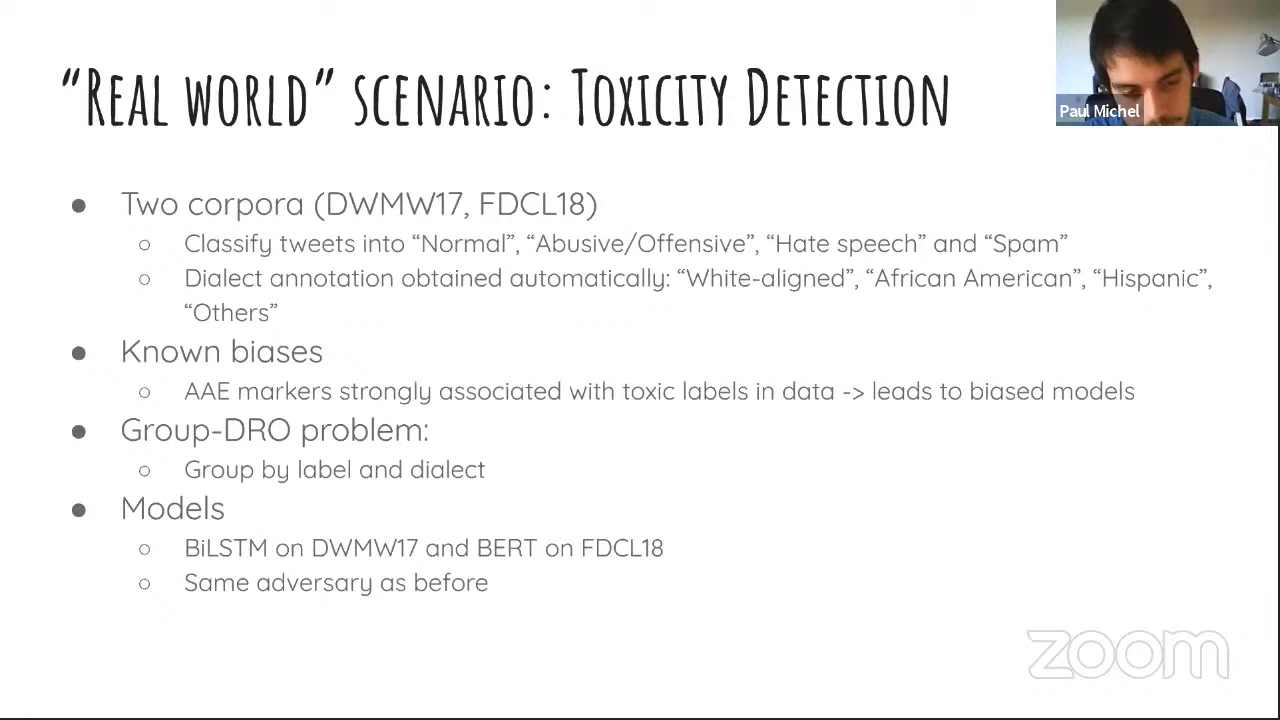 “Real world” scenario: Toxicity Detection
Paul Michel
● Two corpora (DWMW17, FDCL18)
○ Classify tweets into “Normal”, “Abusive/Offensive”, “Hate speech” and “Spam”
○ Dialect annotation obtained automatically: “White-aligned”, “African American”, “Hispanic”,
“Others”
● Known biases
○ AAE markers strongly associated with toxic labels in data -> leads to biased models
● Group-DRO problem:
○ Group by label and dialect
● Models
○ BiLSTM on DWMW17 and BERT on FDCL18
○ Same adversary as before
zoom